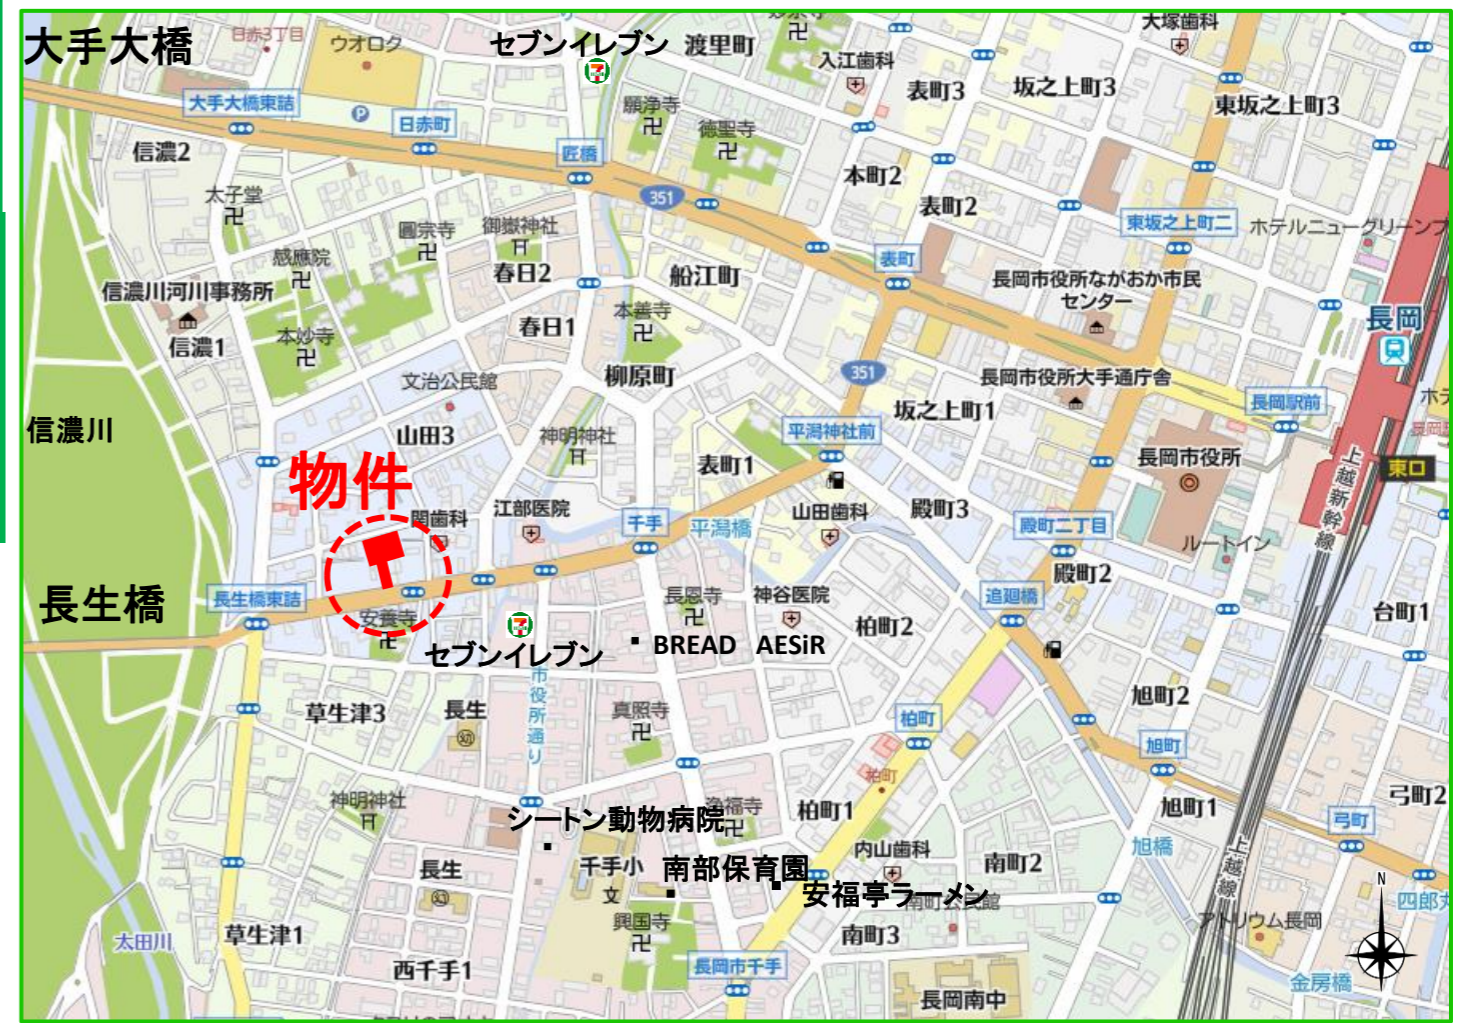 大手大橋
日赤3丁目
ウオロク
セブンイレブン
渡里町
入江歯科
大塚歯科
表町3
坂之上町3
東坂之上町3
大手大橋東詰
日赤町
匠橋
願浄寺
徳聖寺
信濃2
太子堂
351
本町2
表町2
東坂之上町二
ホテルニューグリーンプ
圓宗寺
御嶽神社
春日2
感應院
船江町
表町
長岡市役所ながおか市民
センター
信濃川河川事務所
本善寺
春日1
信濃1
本妙寺
長岡
文治公民館
柳原町
351
長岡市役所大手通庁舎
長岡駅前
坂之上町1
信濃川
山田3
神明神社
平潟神社前
物件
表町1
長岡市役所
上越新幹線
東口
関歯科
江部医院
千手
平潟橋
山田歯科
殿町3
殿町二丁目
ルートイン
殿町2
長生橋
長生橋東詰
安養寺
長恩寺
神谷医院
追廻橋
柏町2
台町1
セブンイレブン
BREAD AESiR
市役所通り
草生津3
長生
真照寺
柏町
旭町2
旭町
柏町
神明神社
シートン動物病院
浄福寺
柏町1
旭町1
弓町2
弓町
旭橋
上越線
長生
千手小
文
南部保育園
内山歯科
南町2
安福亭ラーメン
南町公民館
N
太田川
草生津1
興国寺
南町3
アトリウム長岡
西千手1
長岡市千手
長岡南中
金房橋